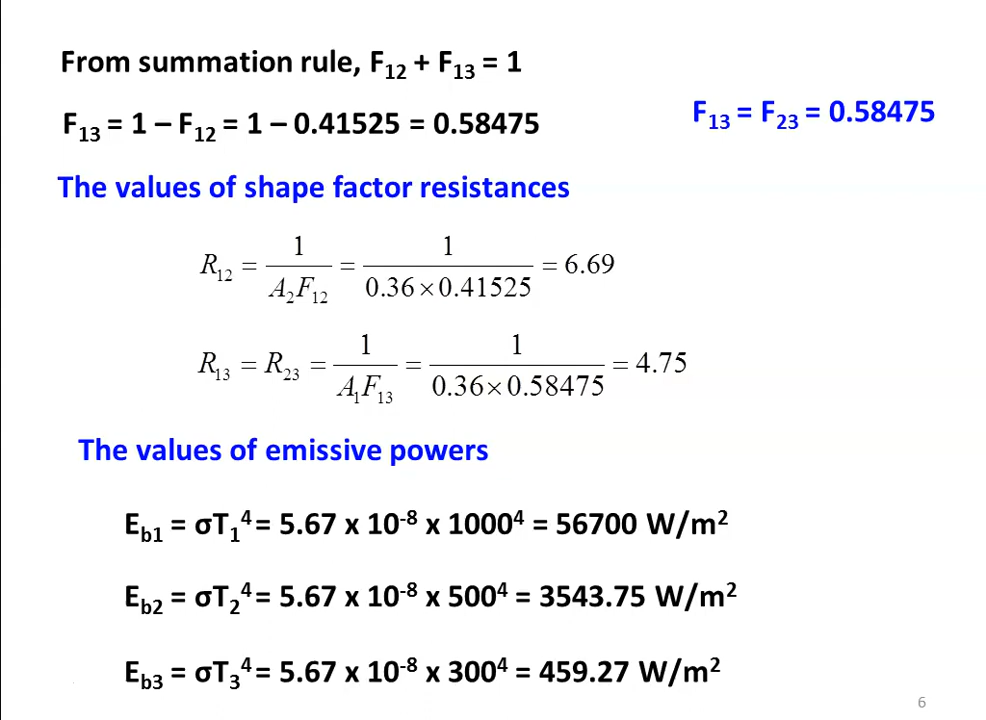 From summation rule, F₁₂ + F₁₃ = 1
F₁₃ = 1 – F₁₂ = 1 – 0.41525 = 0.58475
F₁₃ = F₂₃ = 0.58475
The values of shape factor resistances
R₁₂ = 1/(A₂F₁₂) = 1/(0.36 × 0.41525) = 6.69
R₁₃ = R₂₃ = 1/(A₁F₁₃) = 1/(0.36 × 0.58475) = 4.75
The values of emissive powers
E_b1 = σT₁⁴ = 5.67 x 10⁻⁸ x 1000⁴ = 56700 W/m²
E_b2 = σT₂⁴ = 5.67 x 10⁻⁸ x 500⁴ = 3543.75 W/m²
E_b3 = σT₃⁴ = 5.67 x 10⁻⁸ x 300⁴ = 459.27 W/m²
6